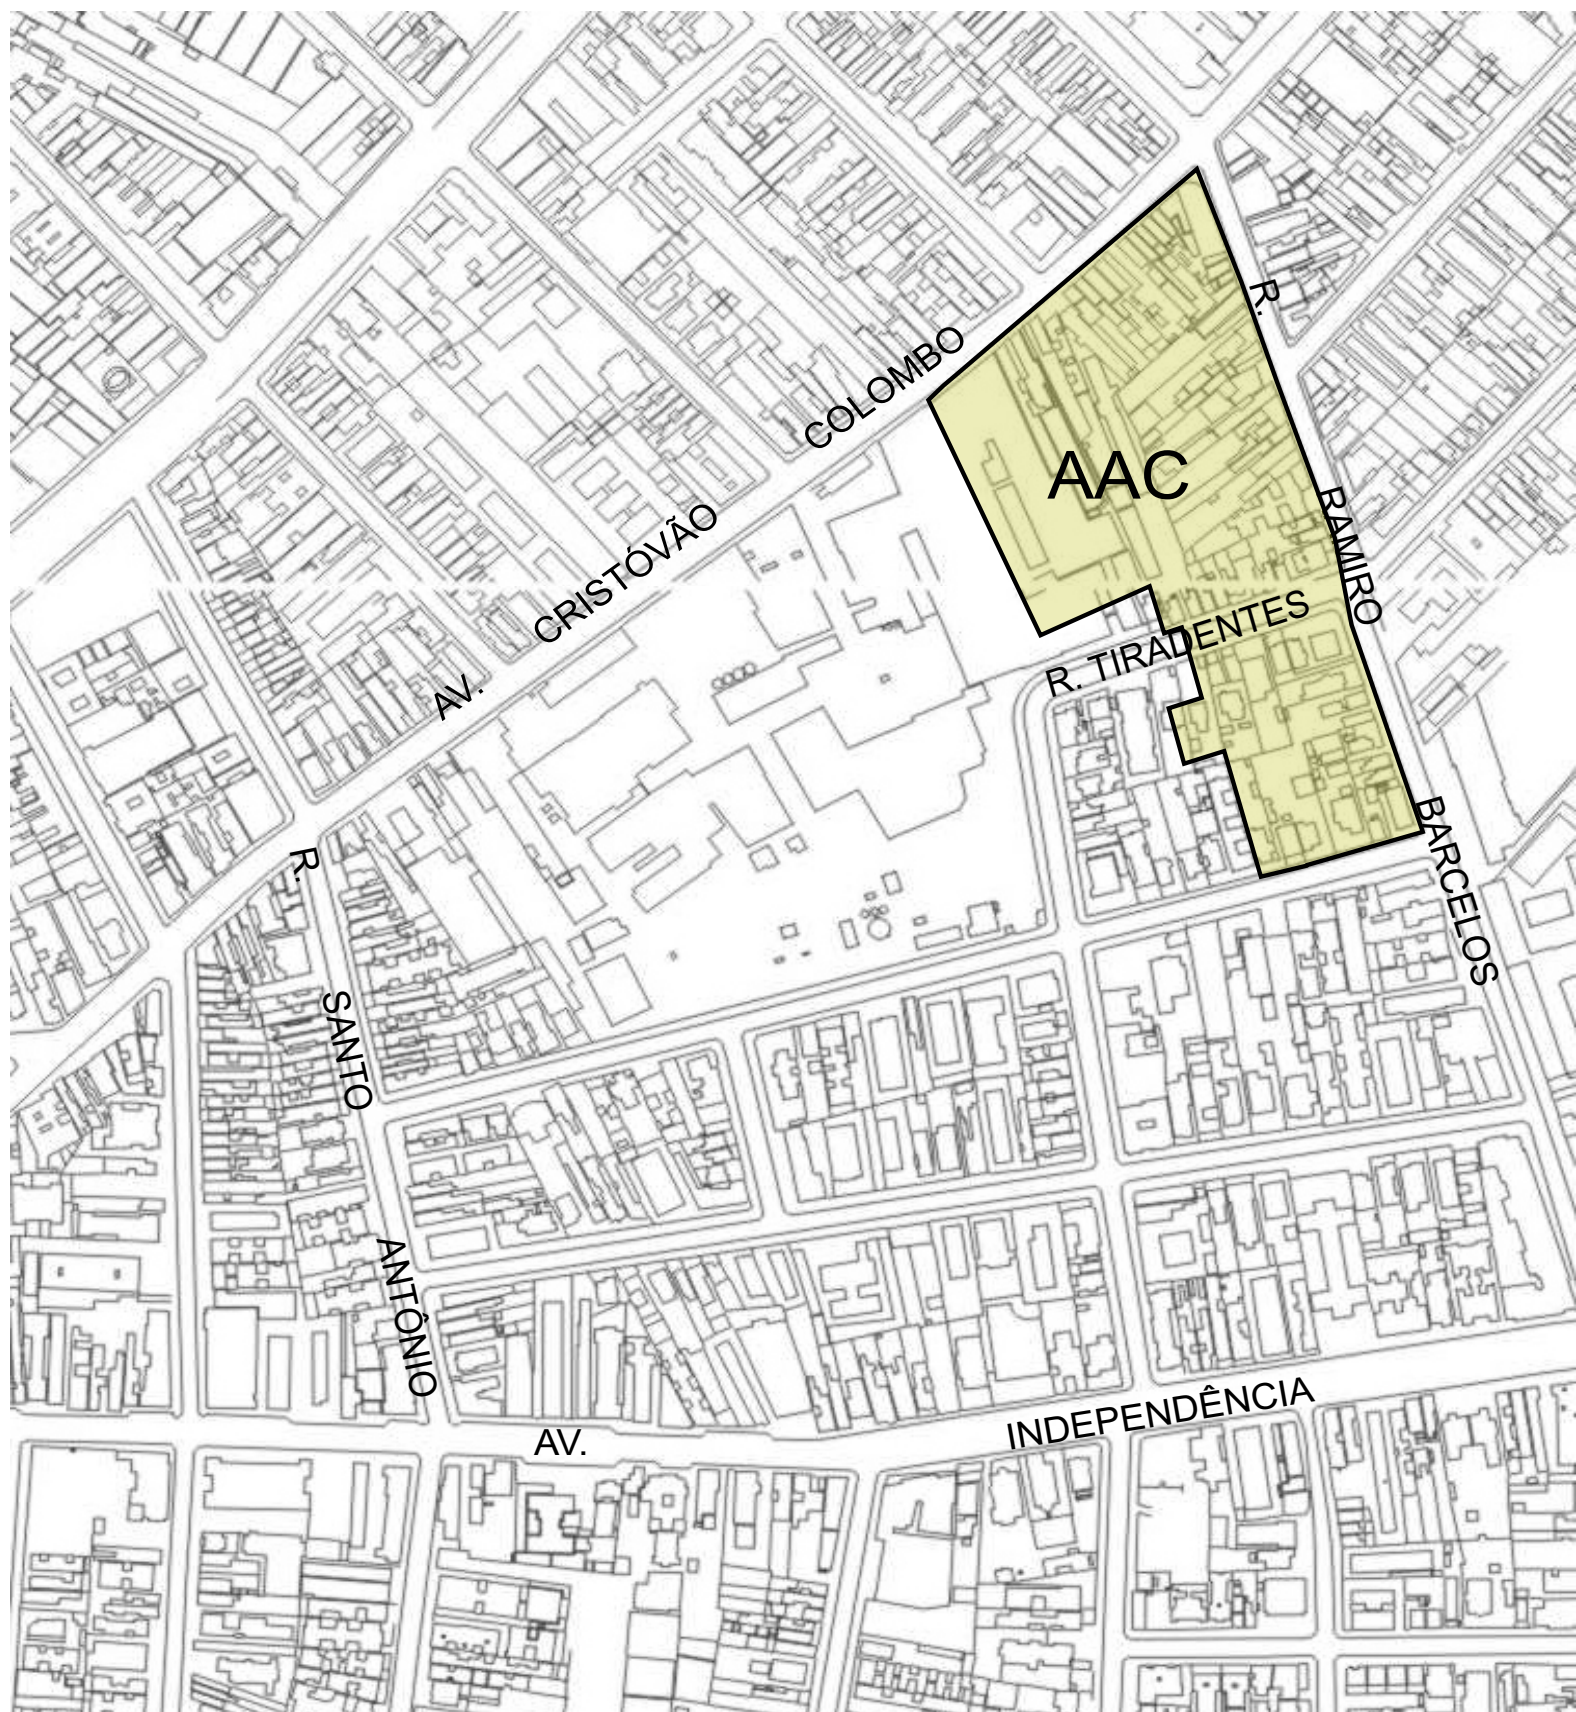 AV. CRISTÓVÃO COLOMBO
R. RAMIRO BARCELOS
AAC
R. TIRADENTES
R. SANTO ANTÔNIO
AV. INDEPENDÊNCIA